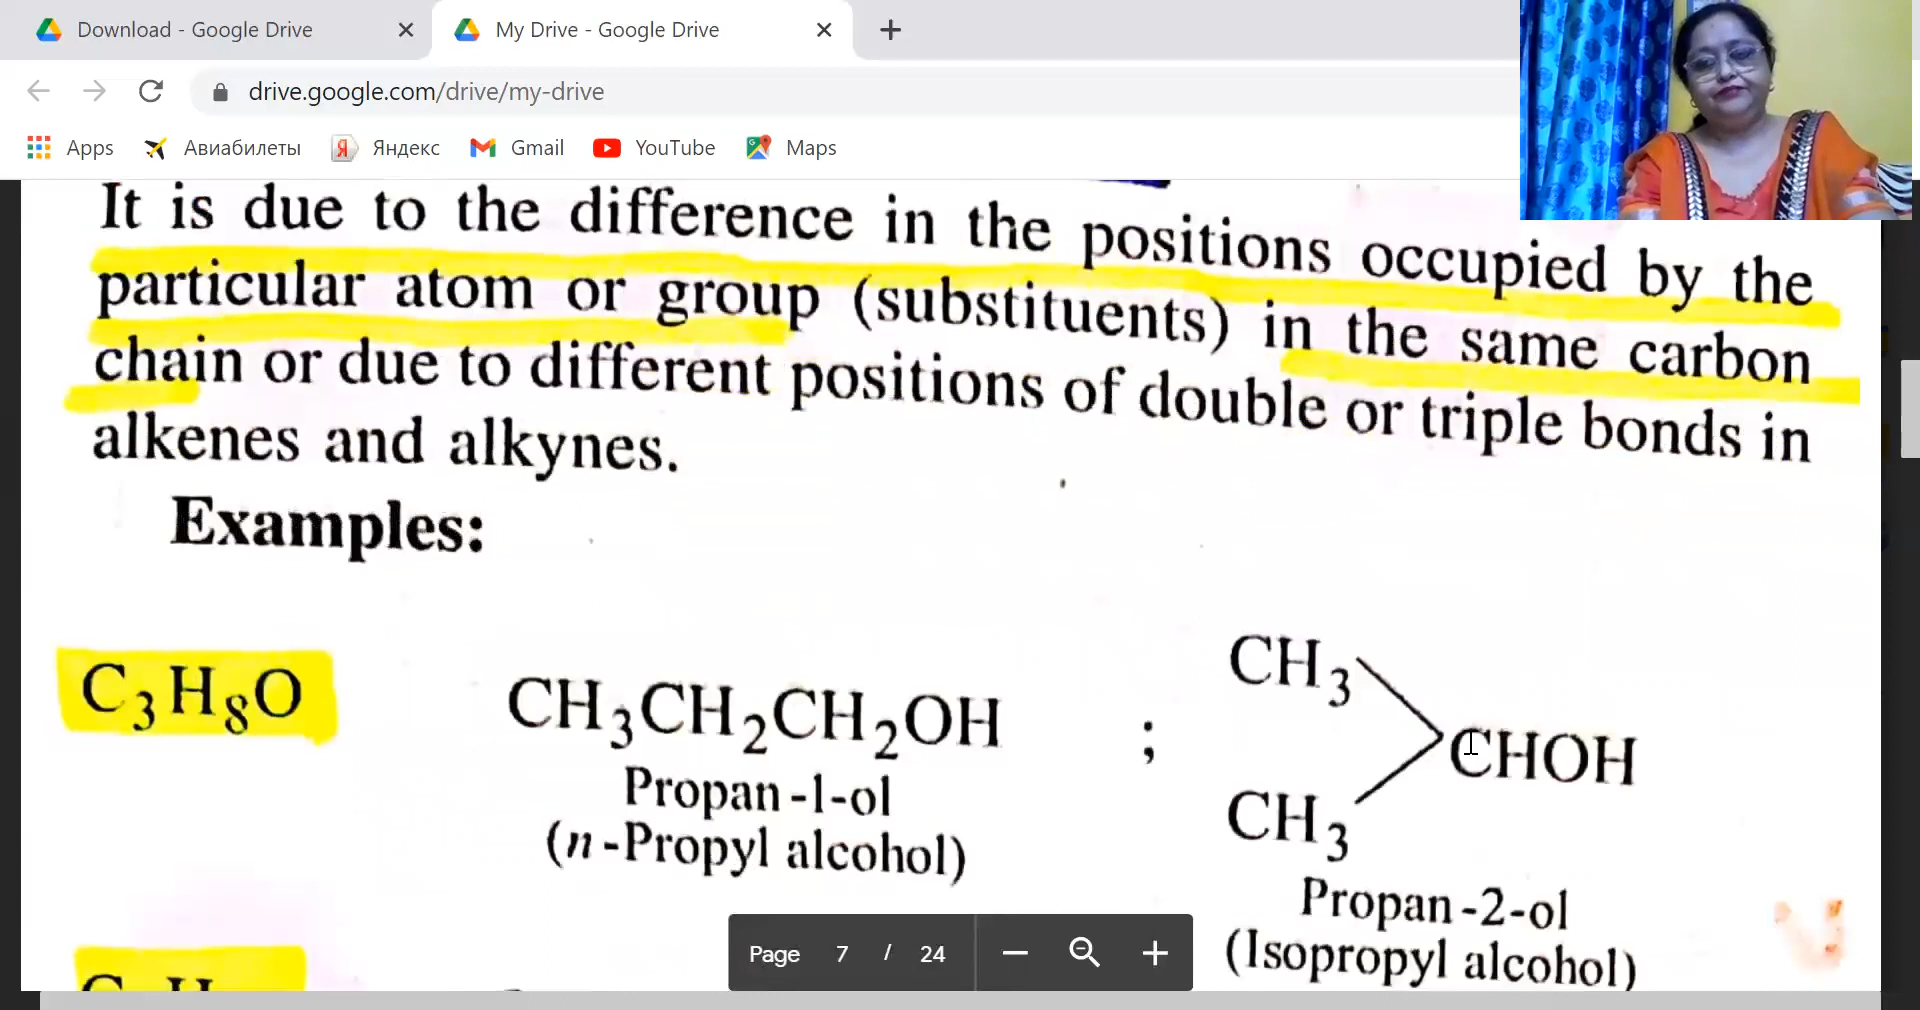 Download - Google Drive
My Drive - Google Drive
drive.google.com/drive/my-drive
Apps
Авиабилеты
Яндекс
Gmail
YouTube
Maps
It is due to the difference in the positions occupied by the
particular atom or group (substituents) in the same carbon
chain or due to different positions of double or triple bonds in
alkenes and alkynes.
Examples:
C3H8O
CH3CH2CH2OH ;
CH3
CHOH
CH3
Propan-1-ol
(n-Propyl alcohol)
Propan-2-ol
(Isopropyl alcohol)
Page 7 / 24